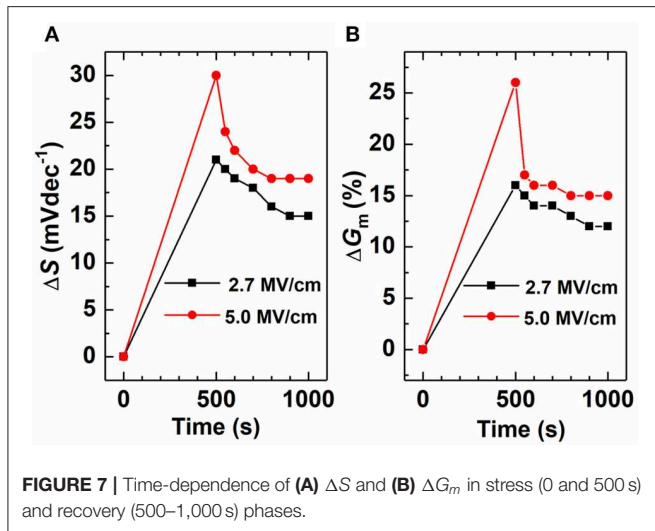 A
B
ΔS (mVdec⁻¹)
30
25
20
15
10
5
0
2.7 MV/cm
5.0 MV/cm
0 500 1000
Time (s)
ΔGₘ (%)
25
20
15
10
5
0
2.7 MV/cm
5.0 MV/cm
0 500 1000
Time (s)
FIGURE 7 | Time-dependence of (A) ΔS and (B) ΔGₘ in stress (0 and 500 s)
and recovery (500–1,000 s) phases.